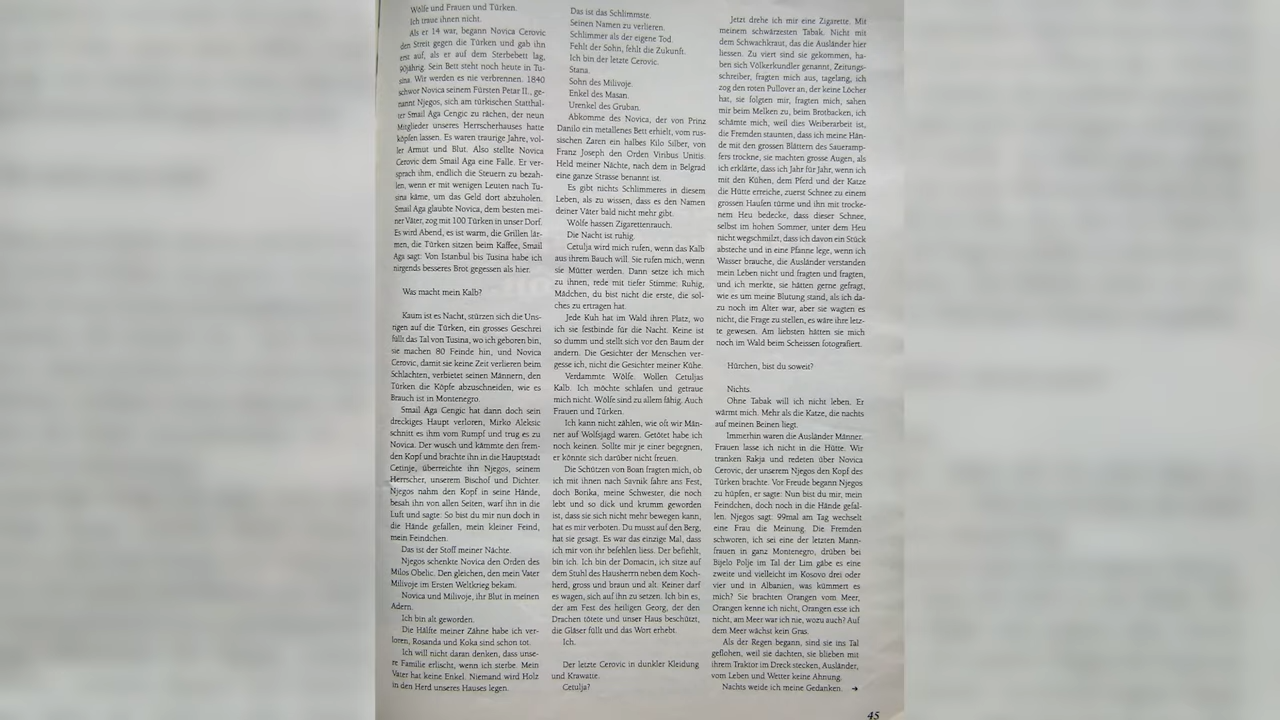 Wölfe und Frauen und Türken.
Ich traue ihnen nicht.
Als er 14 war, begann Novica Cerovic
den Streit gegen die Türken und gab ihn
erst auf, als er auf dem Sterbebett lag,
90jährig. Sein Bett steht noch heute in Tu-
sina. Wir werden es nie verbrennen. 1840
schwor Novica seinem Fürsten Petar II., ge-
nannt Njegos, sich am türkischen Statthal-
ter Smail Aga Cengic zu rächen, der neun
Mitglieder unseres Herrscherhauses hatte
köpfen lassen. Es waren traurige Jahre, vol-
ler Armut und Blut. Also stellte Novica
Cerovic dem Smail Aga eine Falle. Er ver-
sprach ihm, endlich die Steuern zu bezah-
len, wenn er mit wenigen Leuten nach Tu-
sina käme, um das Geld dort abzuholen.
Smail Aga glaubte Novica, dem besten mei-
ner Väter, zog mit 100 Türken in unser Dorf.
Es wird Abend, es ist warm, die Grillen lär-
men, die Türken sitzen beim Kaffee, Smail
Aga sagt: Von Istanbul bis Tusina habe ich
nirgends besseres Brot gegessen als hier.
Was macht mein Kalb?
Kaum ist es Nacht, stürzen sich die Uns-
rigen auf die Türken, ein grosses Geschrei
füllt das Tal von Tusina, wo ich geboren bin,
sie machen 80 Feinde hin, und Novica
Cerovic, damit sie keine Zeit verlieren beim
Schlachten, verbietet seinen Männern, den
Türken die Köpfe abzuschneiden, wie es
Brauch ist in Montenegro.
Smail Aga Cengic hat dann doch sein
dreckiges Haupt verloren, Mirko Aleksic
schnitt es ihm vom Rumpf und trug es zu
Novica. Der wusch und kämmte den frem-
den Kopf und brachte ihn in die Hauptstadt
Cetinje, überreichte ihn Njegos, seinem
Herrscher, unserem Bischof und Dichter.
Njegos nahm den Kopf in seine Hände,
besah ihn von allen Seiten, warf ihn in die
Luft und sagte: So bist du mir nun doch in
die Hände gefallen, mein kleiner Feind,
mein Feindchen.
Das ist der Stoff meiner Nächte.
Njegos schenkte Novica den Orden des
Milos Obelic. Den gleichen, den mein Vater
Milivoje im Ersten Weltkrieg bekam.
Novica und Milivoje, ihr Blut in meinen
Adern.
Ich bin alt geworden.
Die Hälfte meiner Zähne habe ich ver-
loren, Rosanda und Koka sind schon tot.
Ich will nicht daran denken, dass unse-
re Familie erlischt, wenn ich sterbe. Mein
Vater hat keine Enkel. Niemand wird Holz
in den Herd unseres Hauses legen.
Das ist das Schlimmste.
Seinen Namen zu verlieren.
Schlimmer als der eigene Tod.
Fehlt der Sohn, fehlt die Zukunft.
Ich bin der letzte Cerovic.
Stana.
Sohn des Milivoje.
Enkel des Masan.
Urenkel des Gruban.
Abkomme des Novica, der von Prinz
Danilo ein metallenes Bett erhielt, vom rus-
sischen Zaren ein halbes Kilo Silber, von
Franz Joseph den Orden Viribus Unitis.
Held meiner Nächte, nach dem in Belgrad
eine ganze Strasse benannt ist.
Es gibt nichts Schlimmeres in diesem
Leben, als zu wissen, dass es den Namen
deiner Väter bald nicht mehr gibt.
Wölfe hassen Zigarettenrauch.
Die Nacht ist ruhig.
Cetulja wird mich rufen, wenn das Kalb
aus ihrem Bauch will. Sie rufen mich, wenn
sie Mütter werden. Dann setze ich mich
zu ihnen, rede mit tiefer Stimme: Ruhig,
Mädchen, du bist nicht die erste, die sol-
ches zu ertragen hat.
Jede Kuh hat im Wald ihren Platz, wo
ich sie festbinde für die Nacht. Keine ist
so dumm und stellt sich vor den Baum der
andern. Die Gesichter der Menschen ver-
gesse ich, nicht die Gesichter meiner Kühe.
Verdammte Wölfe. Wollen Cetuljas
Kalb. Ich möchte schlafen und getraue
mich nicht. Wölfe sind zu allem fähig. Auch
Frauen und Türken.
Ich kann nicht zählen, wie oft wir Män-
ner auf Wolfsjagd waren. Getötet habe ich
noch keinen. Sollte mir je einer begegnen,
er könnte sich darüber nicht freuen.
Die Schützen von Boan fragten mich, ob
ich mit ihnen nach Savnik fahre ans Fest,
doch Borika, meine Schwester, die noch
lebt und so dick und krumm geworden
ist, dass sie sich nicht mehr bewegen kann,
hat es mir verboten. Du musst auf den Berg,
hat sie gesagt. Es war das einzige Mal, dass
ich mir von ihr befehlen liess. Der befiehlt,
bin ich. Ich bin der Domacin, ich sitze auf
dem Stuhl des Hausherrn neben dem Koch-
herd, gross und braun und alt. Keiner darf
es wagen, sich auf ihn zu setzen. Ich bin es,
der am Fest des heiligen Georg, der den
Drachen tötete und unser Haus beschützt,
die Gläser füllt und das Wort erhebt.
Ich.
Der letzte Cerovic in dunkler Kleidung
und Krawatte.
Cetulja?
Jetzt drehe ich mir eine Zigarette. Mit
meinem schwärzesten Tabak. Nicht mit
dem Schwachkraut, das die Ausländer hier
liessen. Zu viert sind sie gekommen, ha-
ben sich Völkerkundler genannt, Zeitungs-
schreiber, fragten mich aus, tagelang, ich
zog den roten Pullover an, der keine Löcher
hat, sie folgten mir, fragten mich, sahen
mir beim Melken zu, beim Brotbacken, ich
schämte mich, weil dies Weiberarbeit ist,
die Fremden staunten, dass ich meine Hän-
de mit den grossen Blättern des Saueramp-
fers trockne, sie machten grosse Augen, als
ich erklärte, dass ich Jahr für Jahr, wenn ich
mit den Kühen, dem Pferd und der Katze
die Hütte erreiche, zuerst Schnee zu einem
grossen Haufen türme und ihn mit trocke-
nem Heu bedecke, dass dieser Schnee,
selbst im hohen Sommer, unter dem Heu
nicht wegschmilzt, dass ich davon ein Stück
absteche und in eine Pfanne lege, wenn ich
Wasser brauche, die Ausländer verstanden
mein Leben nicht und fragten und fragten,
und ich merkte, sie hätten gerne gefragt,
wie es um meine Blutung stand, als ich da-
zu noch im Alter war, aber sie wagten es
nicht, die Frage zu stellen, es wäre ihre letz-
te gewesen. Am liebsten hätten sie mich
noch im Wald beim Scheissen fotografiert.
Hürchen, bist du soweit?
Nichts.
Ohne Tabak will ich nicht leben. Er
wärmt mich. Mehr als die Katze, die nachts
auf meinen Beinen liegt.
Immerhin waren die Ausländer Männer.
Frauen lasse ich nicht in die Hütte. Wir
tranken Rakja und redeten über Novica
Cerovic, der unserem Njegos den Kopf des
Türken brachte. Vor Freude begann Njegos
zu hüpfen, er sagte: Nun bist du mir, mein
Feindchen, doch noch in die Hände gefal-
len. Njegos sagt: 99mal am Tag wechselt
eine Frau die Meinung. Die Fremden
schworen, ich sei eine der letzten Mann-
frauen in ganz Montenegro, drüben bei
Bijelo Polje im Tal der Lim gäbe es eine
zweite und vielleicht im Kosovo drei oder
vier und in Albanien, was kümmert es
mich? Sie brachten Orangen vom Meer,
Orangen kenne ich nicht, Orangen esse ich
nicht, am Meer war ich nie, wozu auch? Auf
dem Meer wächst kein Gras.
Als der Regen begann, sind sie ins Tal
geflohen, weil sie dachten, sie blieben mit
ihrem Traktor im Dreck stecken, Ausländer,
vom Leben und Wetter keine Ahnung.
Nachts weide ich meine Gedanken. ➔
45